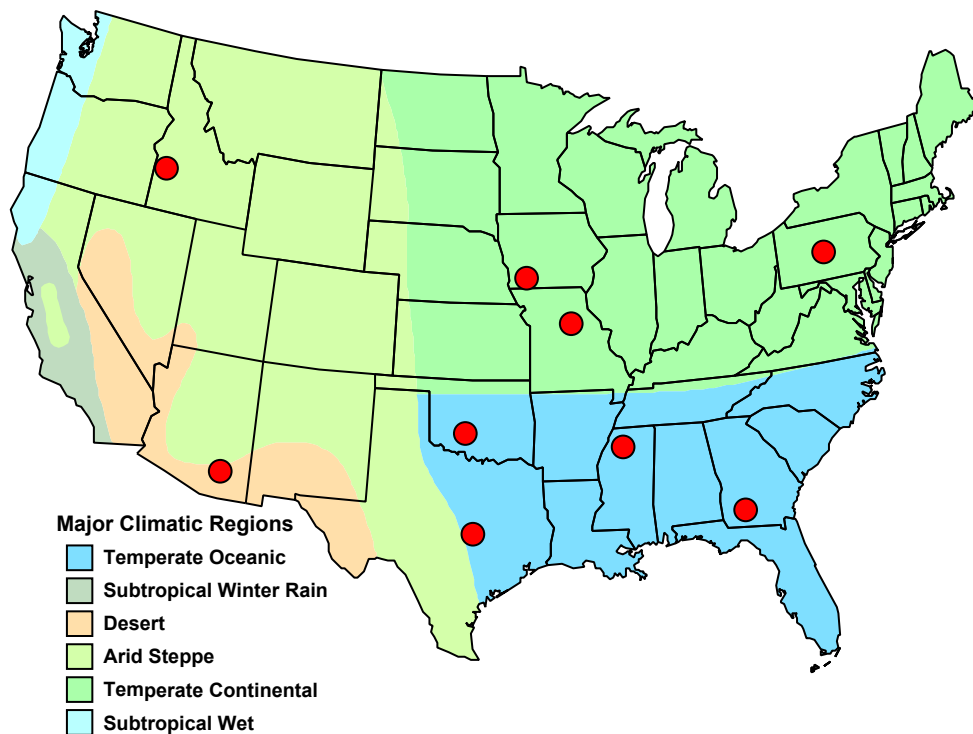 Major Climatic Regions
Temperate Oceanic
Subtropical Winter Rain
Desert
Arid Steppe
Temperate Continental
Subtropical Wet